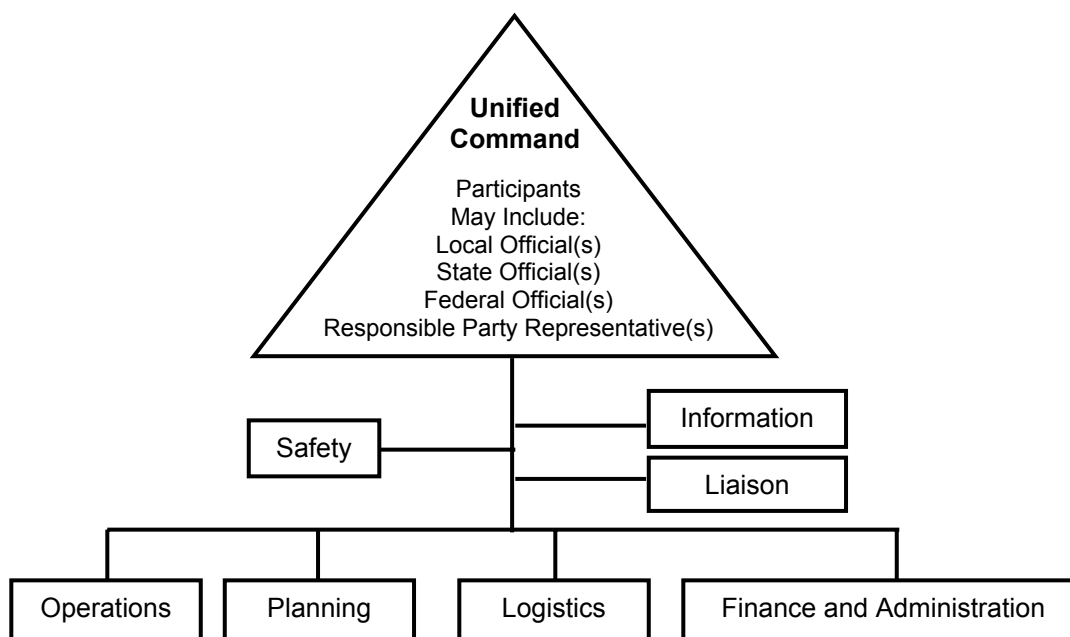 Unified
Command
Participants
May Include:
Local Official(s)
State Official(s)
Federal Official(s)
Responsible Party Representative(s)
Information
Safety
Liaison
Operations
Planning
Logistics
Finance and Administration